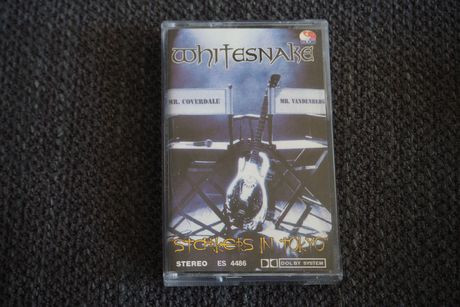 WHITESNAKE
MR. COVERDALE
MR. VANDENBERG
STARKERS IN TOKYO
STEREO ES 4486 DOLBY SYSTEM